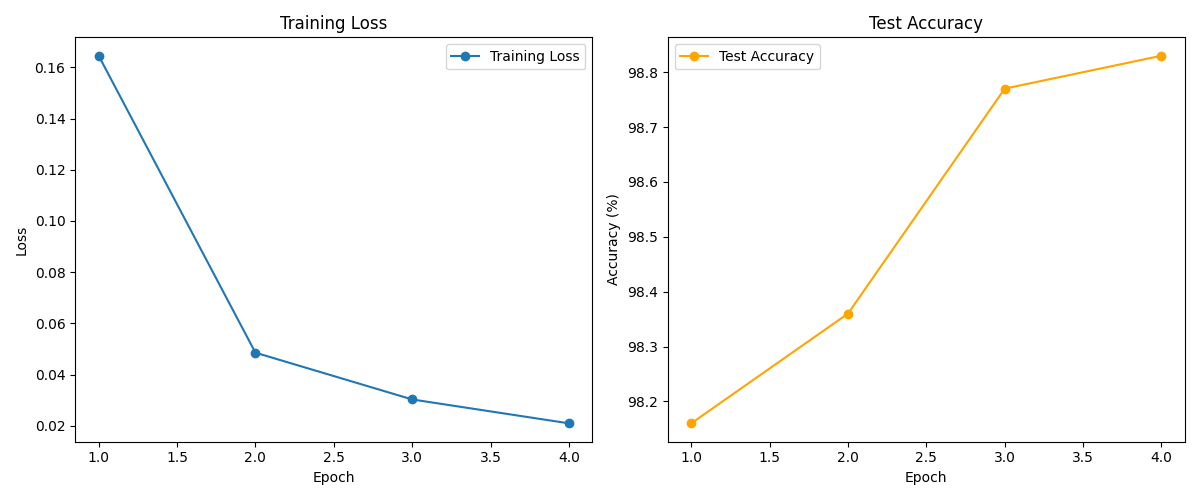 Training Loss
Training Loss
0.16
0.14
0.12
0.10
0.08
0.06
0.04
0.02
Loss
1.0 1.5 2.0 2.5 3.0 3.5 4.0
Epoch
Test Accuracy
Test Accuracy
98.8
98.7
98.6
98.5
98.4
98.3
98.2
Accuracy (%)
1.0 1.5 2.0 2.5 3.0 3.5 4.0
Epoch